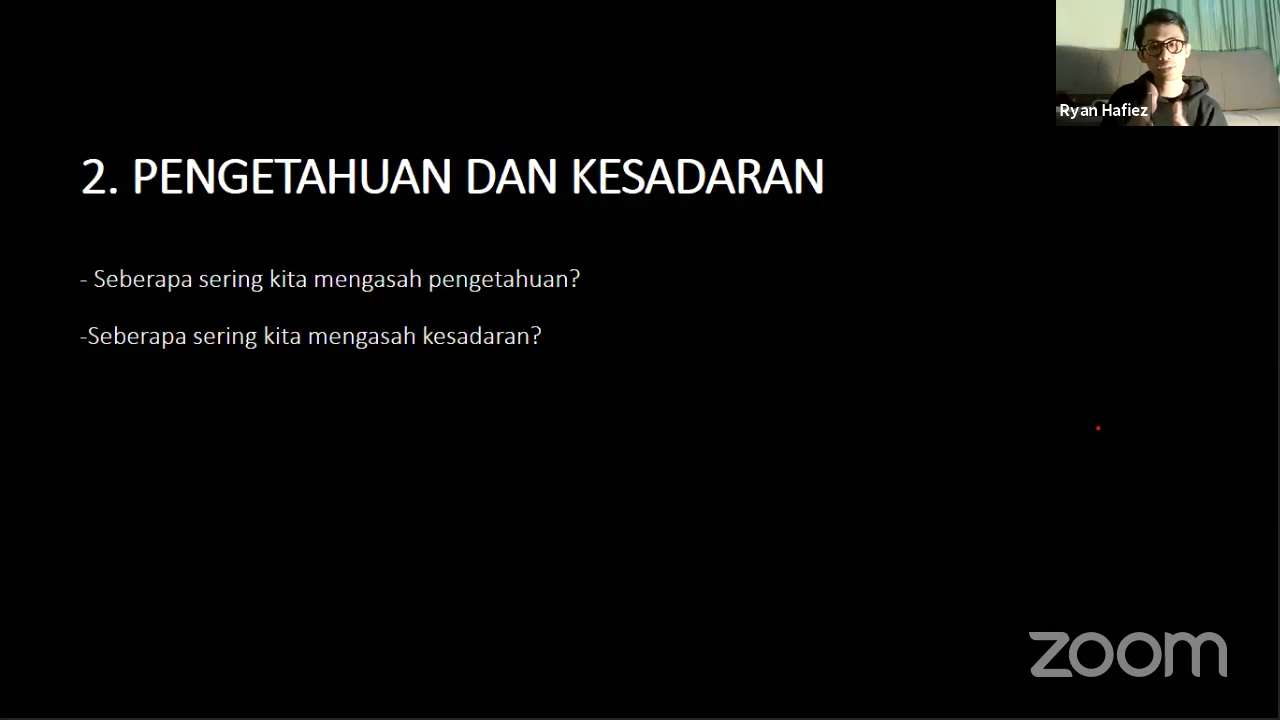 Ryan Hafiez
2. PENGETAHUAN DAN KESADARAN
- Seberapa sering kita mengasah pengetahuan?
-Seberapa sering kita mengasah kesadaran?
zoom